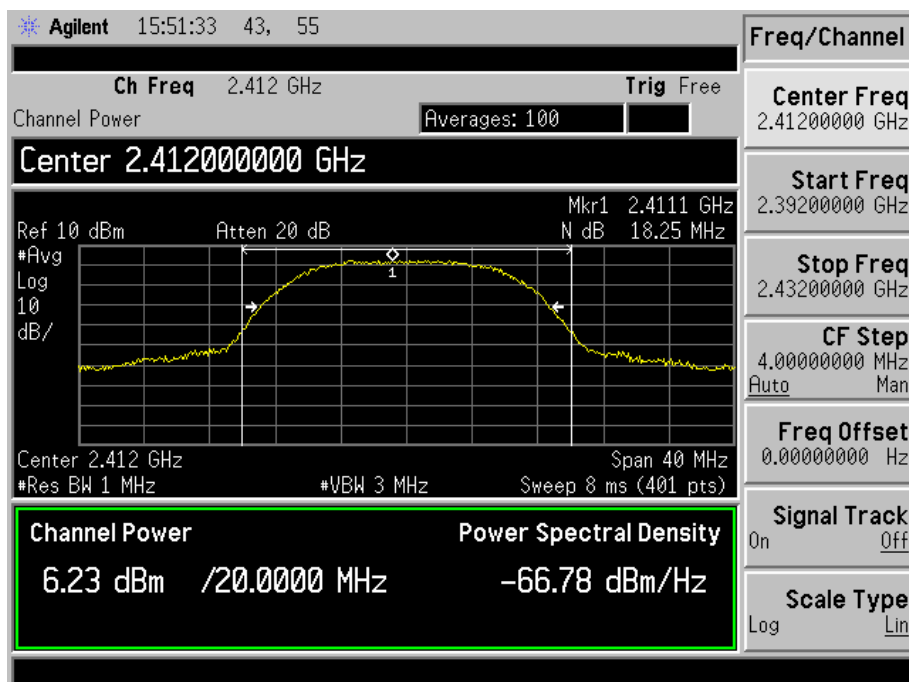 Agilent 15:51:33 43, 55
Ch Freq 2.412 GHz Trig Free
Channel Power Averages: 100
Center 2.412000000 GHz
Mkr1 2.4111 GHz
Ref 10 dBm Atten 20 dB N dB 18.25 MHz
#Avg
Log
10
dB/
1
Center 2.412 GHz Span 40 MHz
#Res BW 1 MHz #VBW 3 MHz Sweep 8 ms (401 pts)
Channel Power Power Spectral Density
6.23 dBm /20.0000 MHz -66.78 dBm/Hz
Freq/Channel
Center Freq
2.41200000 GHz
Start Freq
2.39200000 GHz
Stop Freq
2.43200000 GHz
CF Step
4.00000000 MHz
Auto Man
Freq Offset
0.00000000 Hz
Signal Track
On Off
Scale Type
Log Lin